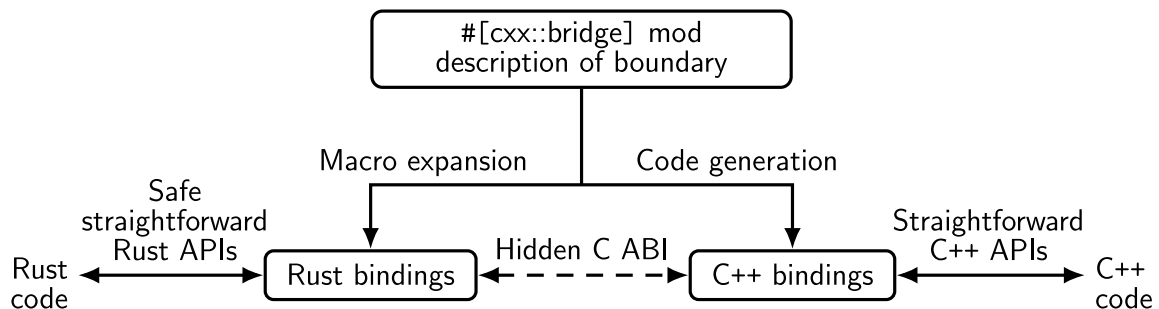 #[cxx::bridge] mod
description of boundary
Macro expansion
Code generation
Safe
straightforward
Rust APIs
Straightforward
C++ APIs
Hidden C ABI
Rust
code
Rust bindings
C++ bindings
C++
code